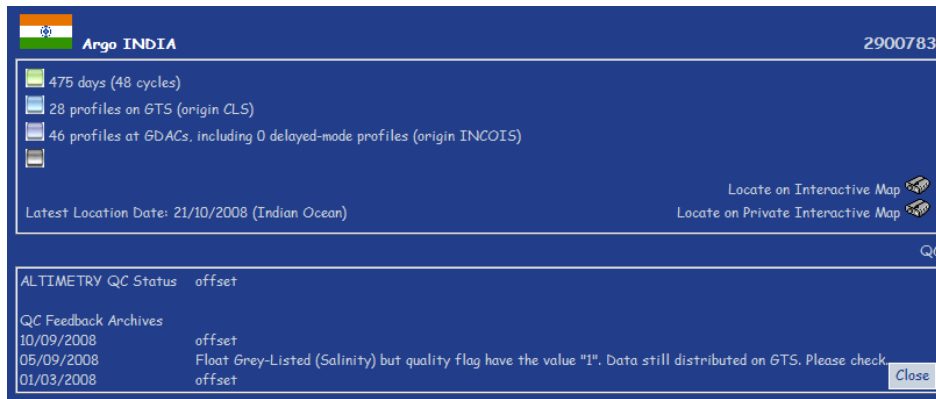 Argo INDIA 2900783
475 days (48 cycles)
28 profiles on GTS (origin CLS)
46 profiles at GDACs, including 0 delayed-mode profiles (origin INCOIS)
Locate on Interactive Map
Latest Location Date: 21/10/2008 (Indian Ocean) Locate on Private Interactive Map
ALTIMETRY QC Status offset
QC Feedback Archives
10/09/2008 offset
05/09/2008 Float Grey-Listed (Salinity) but quality flag have the value "1". Data still distributed on GTS. Please check.
01/03/2008 offset
Close